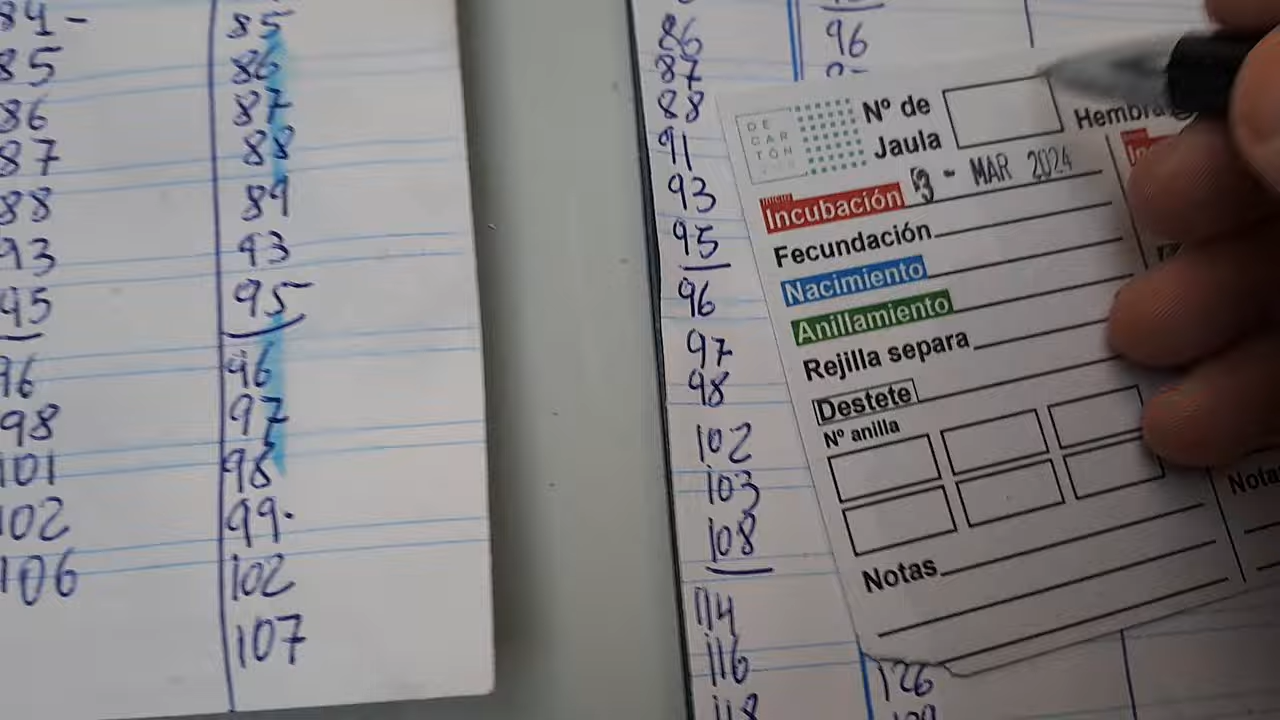 84-
85
86
87
88
93
95
96
98
101
102
106
85
86
87
88
89
93
95
96
97
98
99.
102
107
86
87
88
91
93
95
96
97
98
102
103
108
114
116
118
96
DE
CAR
TÓN
Nº de
Jaula
Hembra
Incubación - MAR 2024
Fecundación
Nacimiento
Anillamiento
Rejilla separa
Destete
Nº anilla
Notas
Nota
126